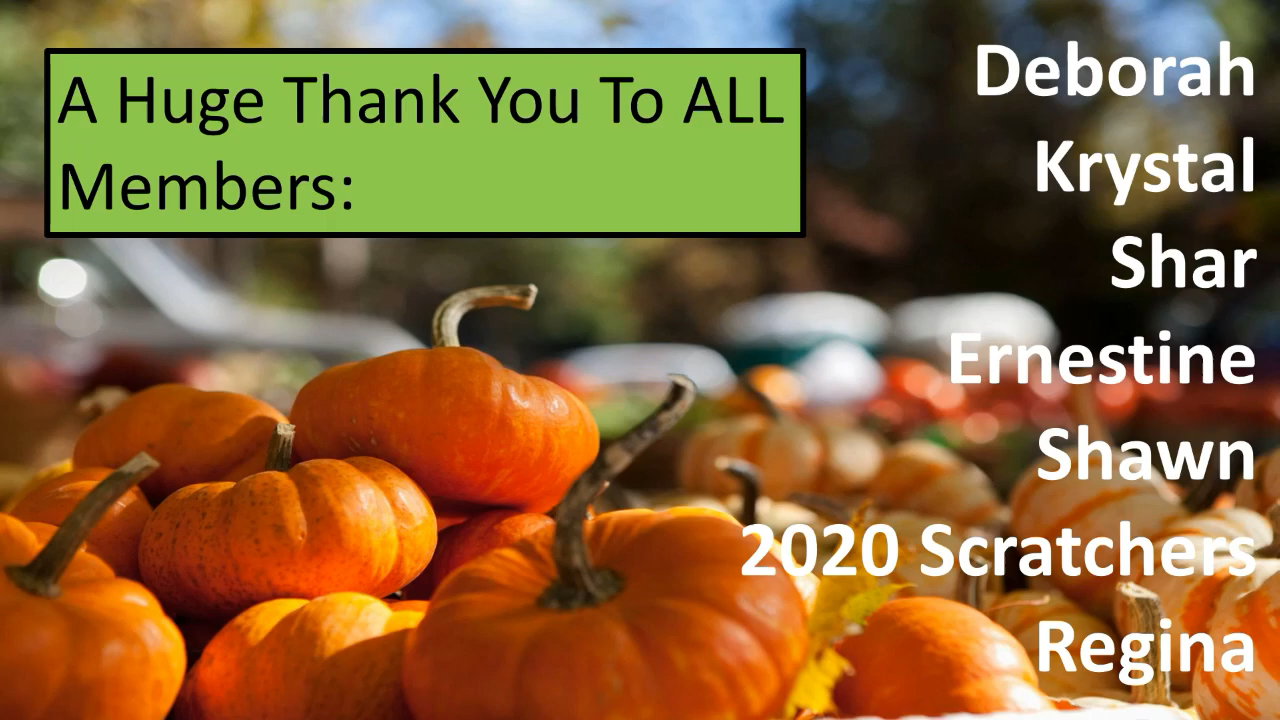 A Huge Thank You To ALL
Members:
Deborah
Krystal
Shar
Ernestine
Shawn
2020 Scratchers
Regina